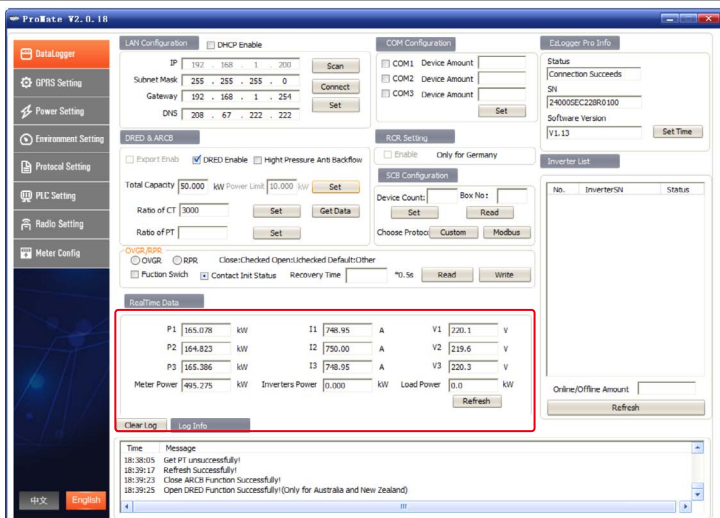 ProMate V2.0.18
DataLogger
GPRS Setting
Power Setting
Environment Setting
Protocol Setting
PLC Setting
Radio Setting
Meter Config
中文 English
LAN Configuration DHCP Enable
IP 192 . 168 . 1 . 200 Scan
Subnet Mask 255 . 255 . 255 . 0 Connect
Gateway 192 . 168 . 1 . 254
DNS 208 . 67 . 222 . 222 Set
COM Configuration
COM1 Device Amount
COM2 Device Amount
COM3 Device Amount
Set
EzLogger Pro Info
Status
Connection Succeeds
SN
24000SEC228R0100
Software Version
V1.13 Set Time
DRED & ARCB
Export Enab DRED Enable Hight Pressure Anti Backflow
Total Capacity 50.000 kW Power Limit 10.000 kW Set
Ratio of CT 3000 Set Get Data
Ratio of PT Set
RCR Setting
Enable Only for Germany
SCB Configuration
Device Count: Box No:
Set Read
Choose Protoc Custom Modbus
Inverter List
No. InverterSN Status
Online/Offline Amount
Refresh
OVGR/RPR
OVGR RPR Close:Checked Open:Uchecked Default:Other
Fuction Swich Contact Init Status Recovery Time *0.5s Read Write
RealTime Data
P1 165.078 kW I1 748.95 A V1 220.1 V
P2 164.823 kW I2 750.00 A V2 219.6 V
P3 165.386 kW I3 748.95 A V3 220.3 V
Meter Power 495.275 kW Inverters Power 0.000 kW Load Power 0.0 kW
Refresh
Clear Log Log Info
Time Message
18:38:05 Get PT unsuccessfully!
18:39:17 Refresh Successfully!
18:39:23 Close ARCB Function Successfully!
18:39:25 Open DRED Function Successfully!(Only for Australia and New Zealand)